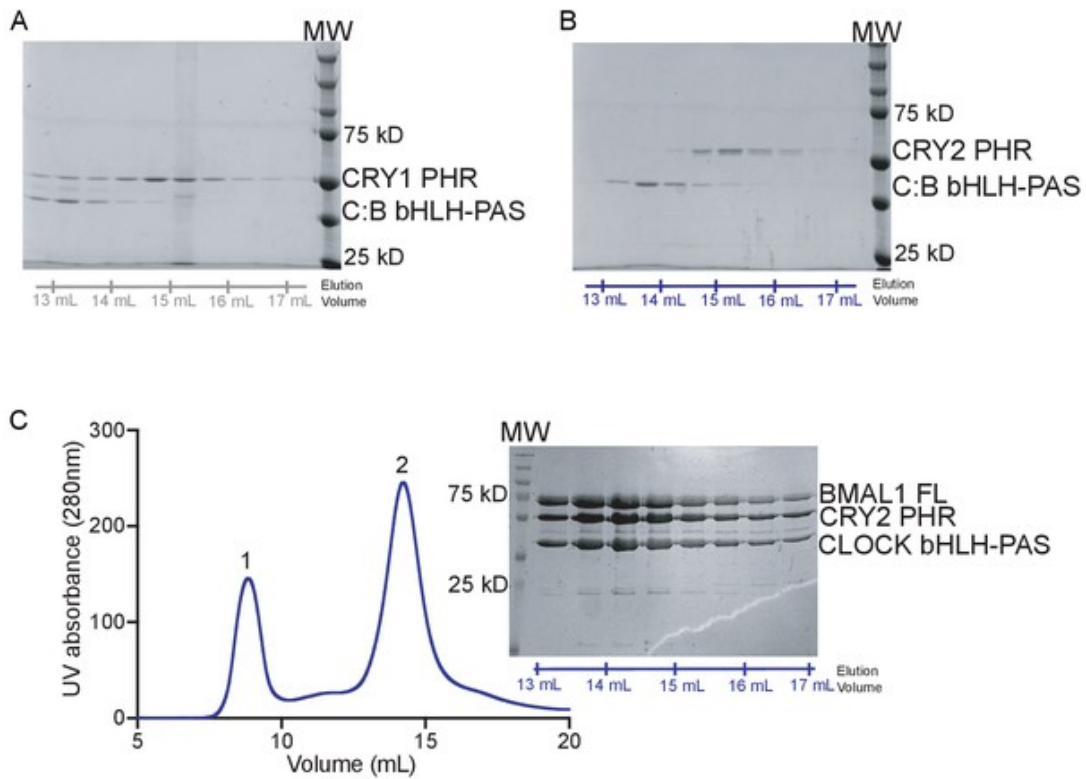 A
MW
75 kD
CRY1 PHR
C:B bHLH-PAS
25 kD
13 mL 14 mL 15 mL 16 mL 17 mL
Elution
Volume
B
MW
75 kD
CRY2 PHR
C:B bHLH-PAS
25 kD
13 mL 14 mL 15 mL 16 mL 17 mL
Elution
Volume
C
300
200
100
0
UV absorbance (280nm)
1
2
5 10 15 20
Volume (mL)
MW
75 kD
25 kD
BMAL1 FL
CRY2 PHR
CLOCK bHLH-PAS
13 mL 14 mL 15 mL 16 mL 17 mL
Elution
Volume